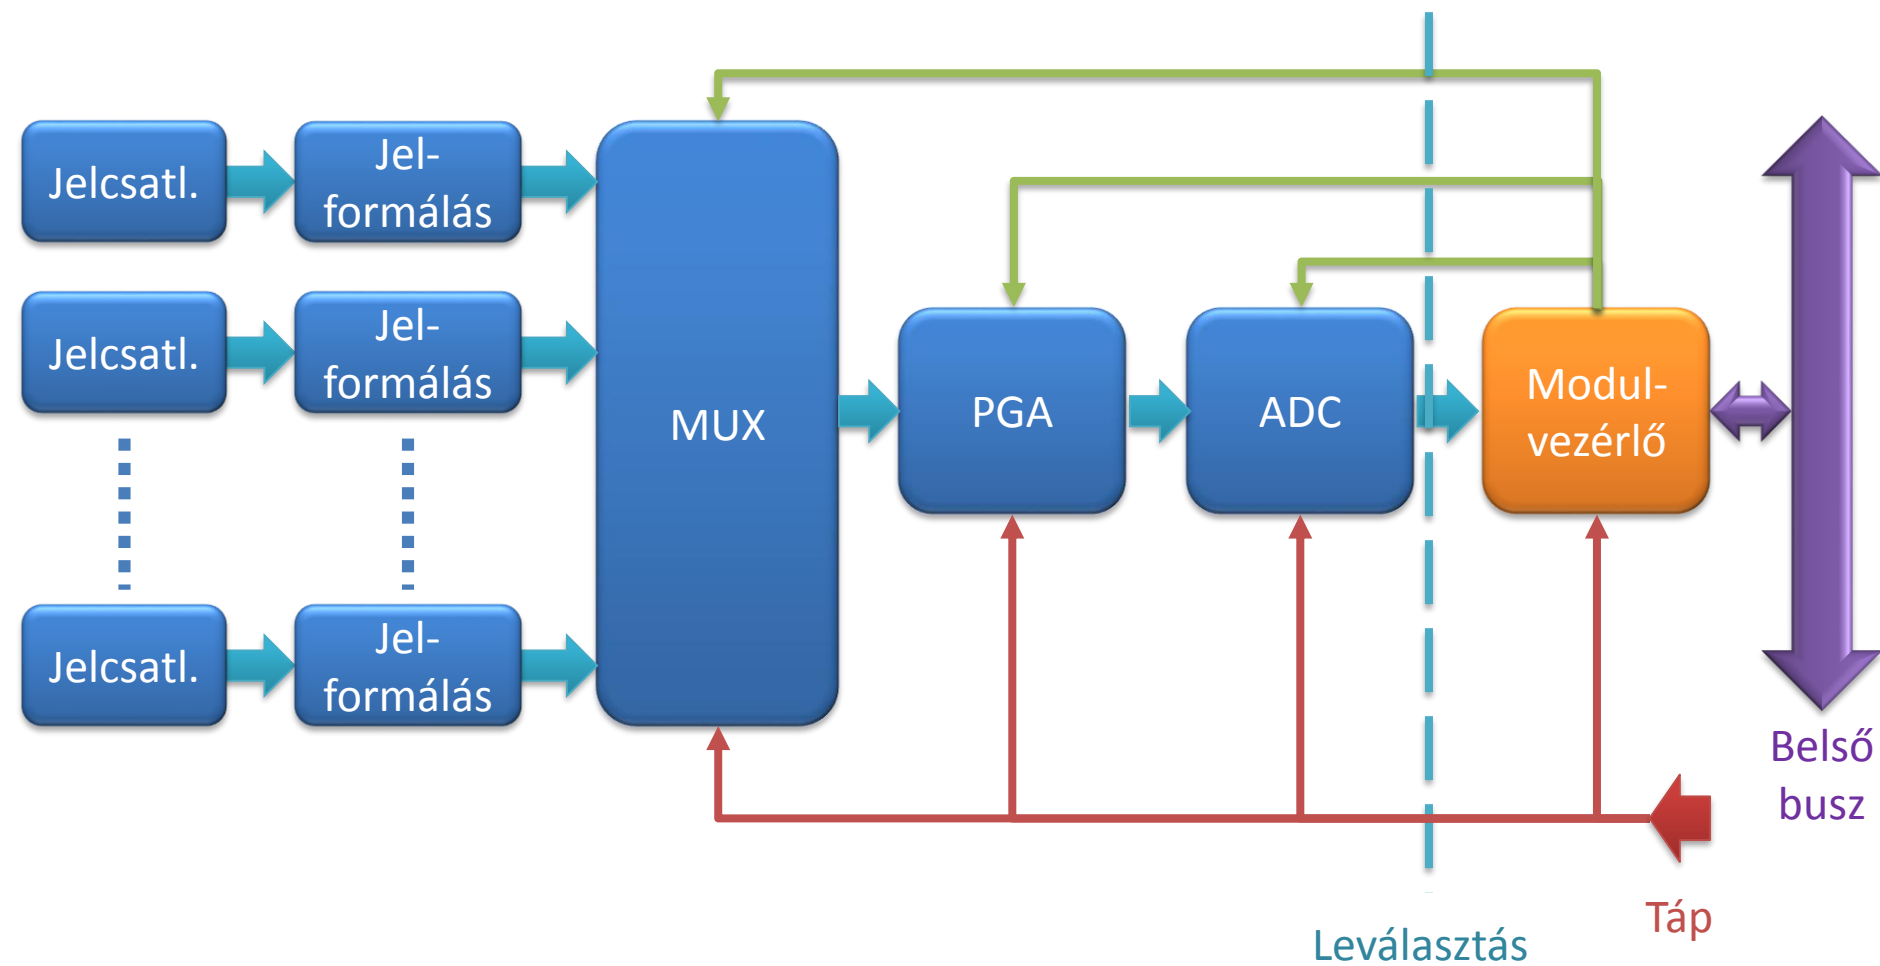 Jelcsatl.
Jel-
formálás
Jelcsatl.
Jel-
formálás
Jelcsatl.
Jel-
formálás
MUX
PGA
ADC
Modul-
vezérlő
Belső
busz
Táp
Leválasztás